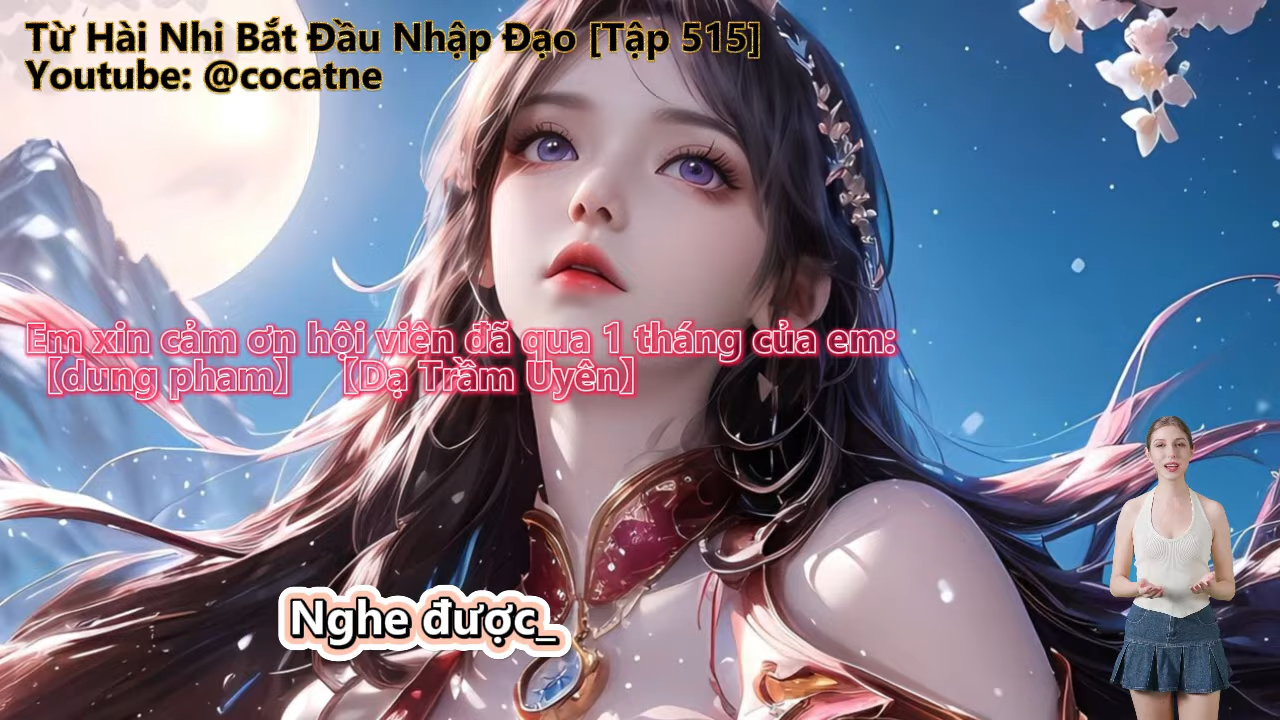 Từ Hài Nhi Bắt Đầu Nhập Đạo [Tập 515]
Youtube: @cocatne
Em xin cảm ơn hội viên đã qua 1 tháng của em:
【dung pham】 【Dạ Trầm Uyên】
Nghe được_